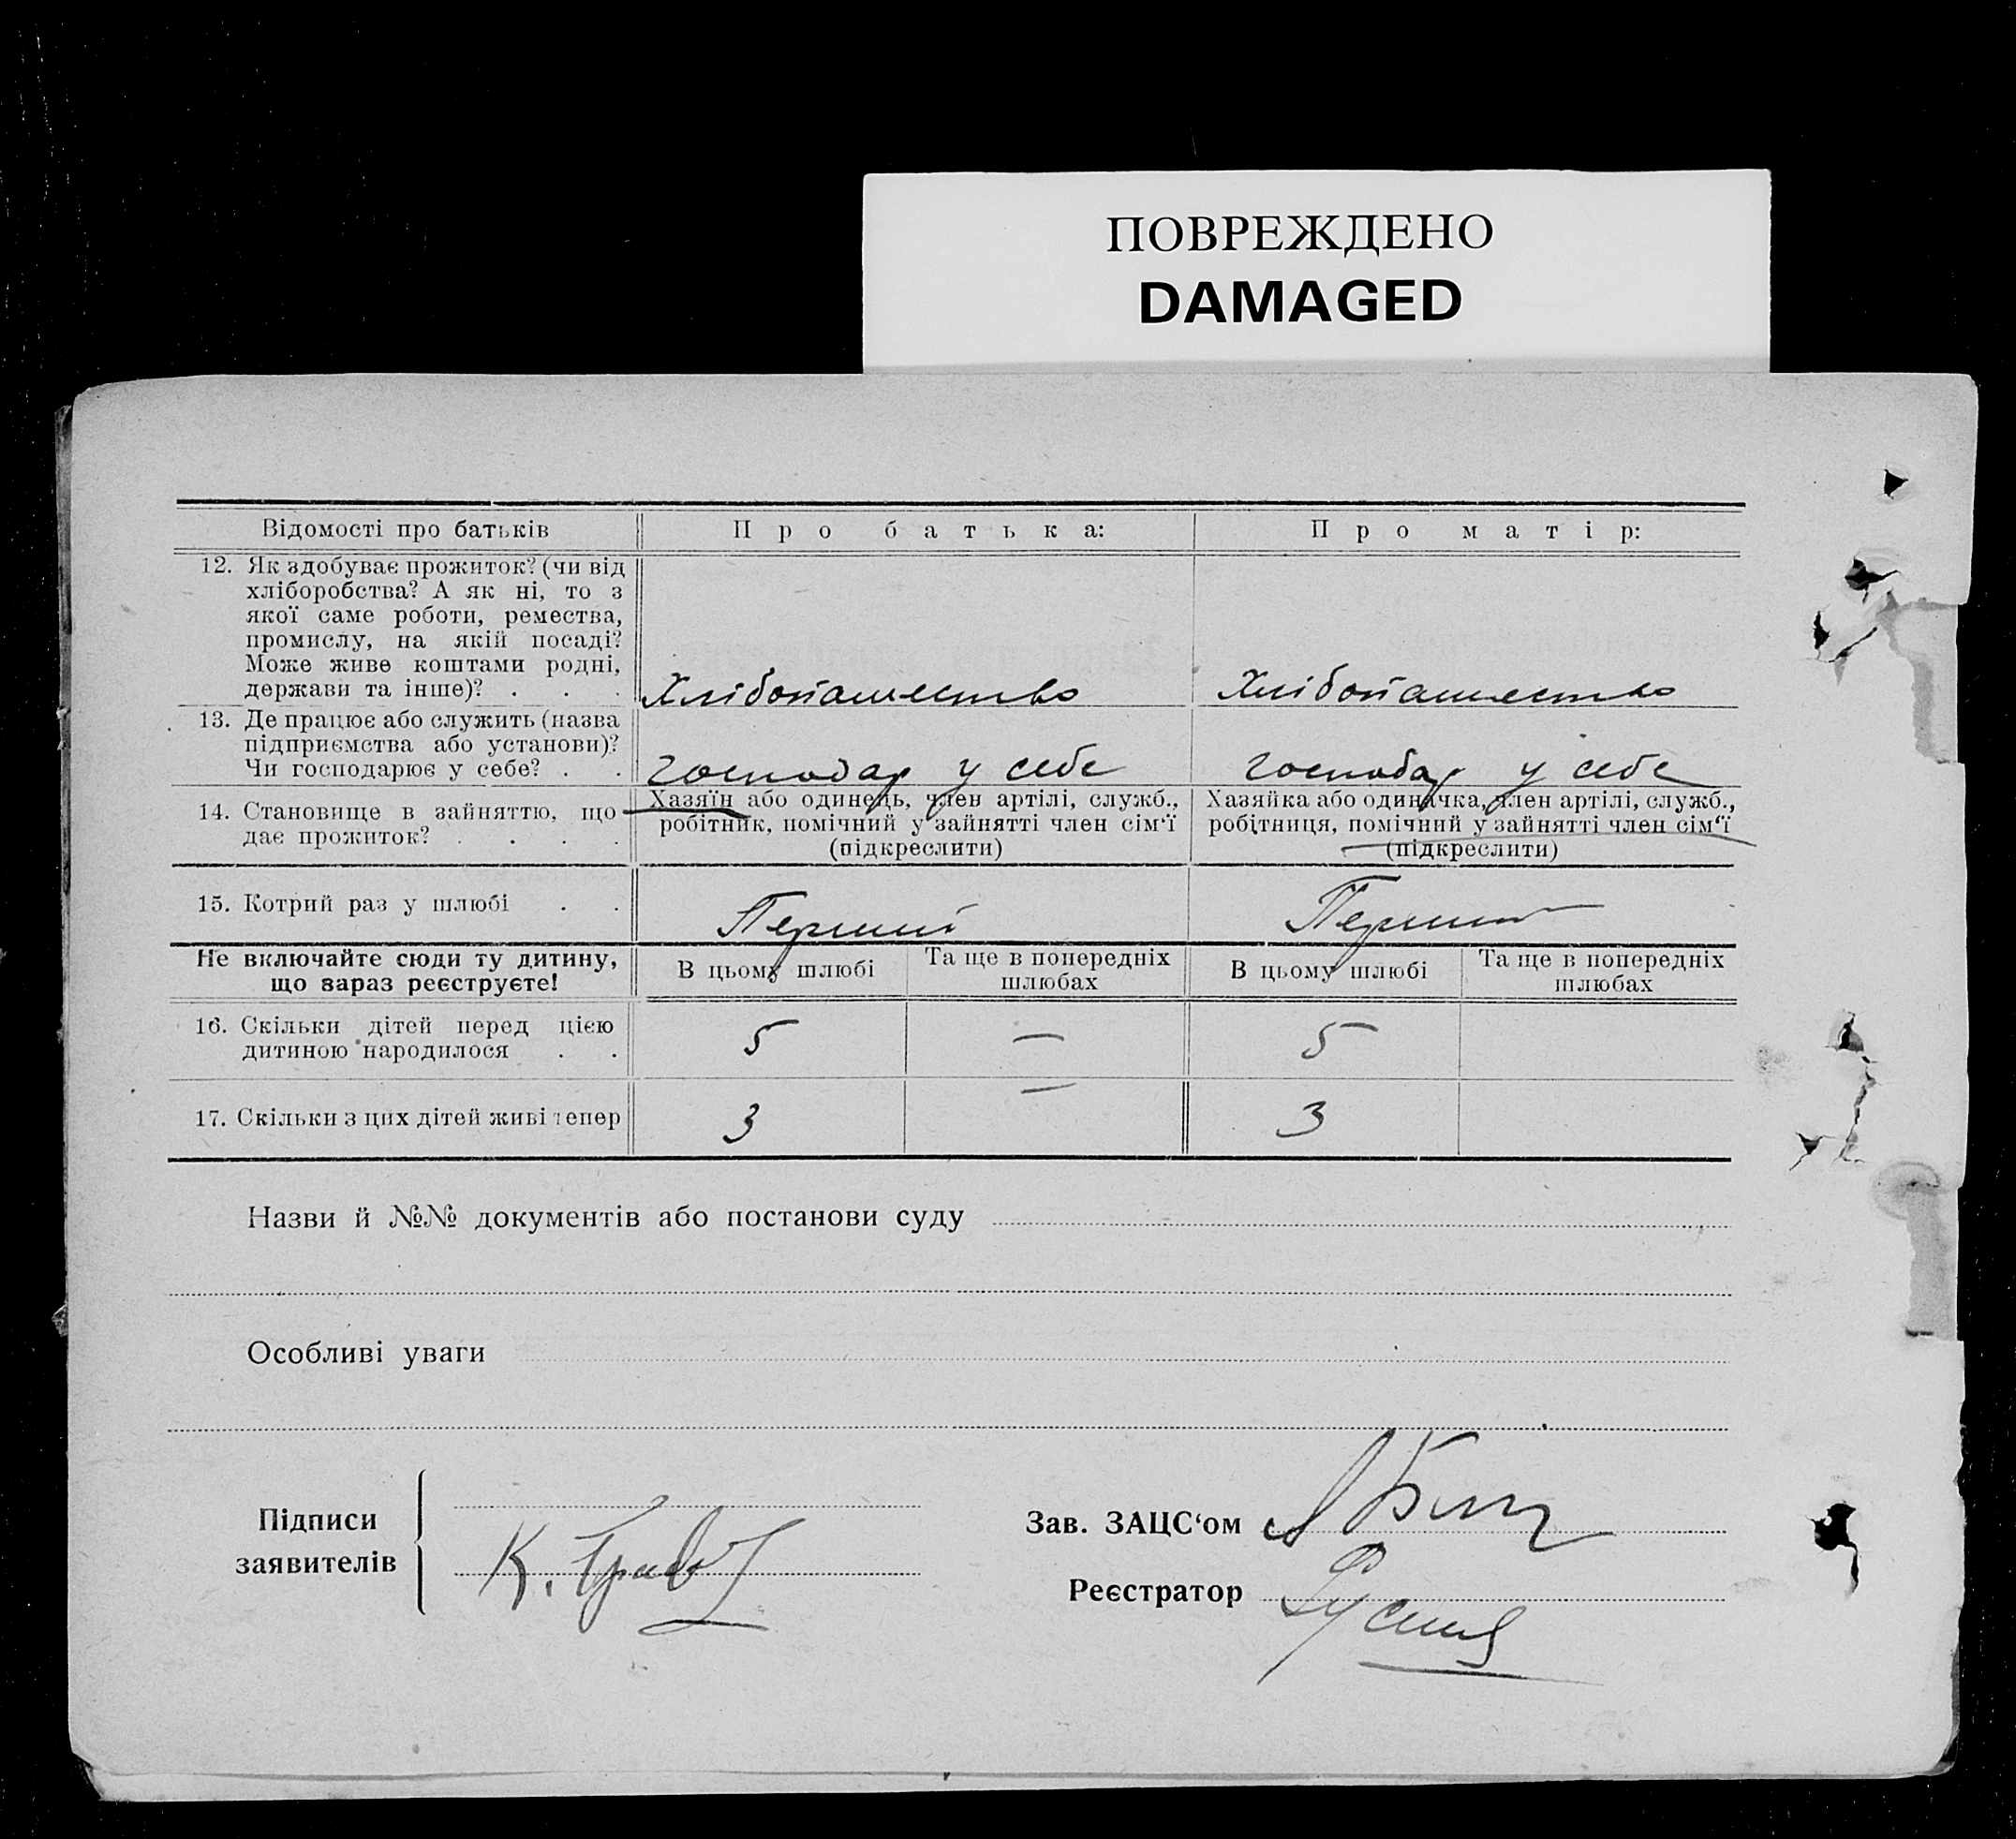 ПОВРЕЖДЕНО
DAMAGED
Відомості про батьків
Про батька:
Про матір:
12. Як здобуває прожиток? (чи від
хліборобства? А як ні, то з
якої саме роботи, ремества,
промислу, на якій посаді?
Може живе коштами родні,
держави та інше)? . . .
Хлібопашество
Хлібопашество
13. Де працює або служить (назва
підприємства або установи)?
Чи господарює у себе? . .
господар у себе
господар у себе
14. Становище в зайняттю, що
дає прожиток? . . . .
Хазяїн або одинець, член артілі, служб.,
робітник, помічний у зайнятті член сім‘ї
(підкреслити)
Хазяйка або одиначка, член артілі, служб.,
робітниця, помічний у зайнятті член сім“ї
(підкреслити)
15. Котрий раз у шлюбі . .
Перший
Перший
Не включайте сюди ту дитину,
що зараз реєструєте!
В цьому шлюбі
Та ще в попередніх
шлюбах
В цьому шлюбі
Та ще в попередніх
шлюбах
16. Скільки дітей перед цією
дитиною народилося . .
5
—
5
17. Скільки з цих дітей живі тепер
3
—
3
Назви й №№ документів або постанови суду
Особливі уваги
Підписи
заявителів
К.
Зав. ЗАЦС‘ом
Реєстратор